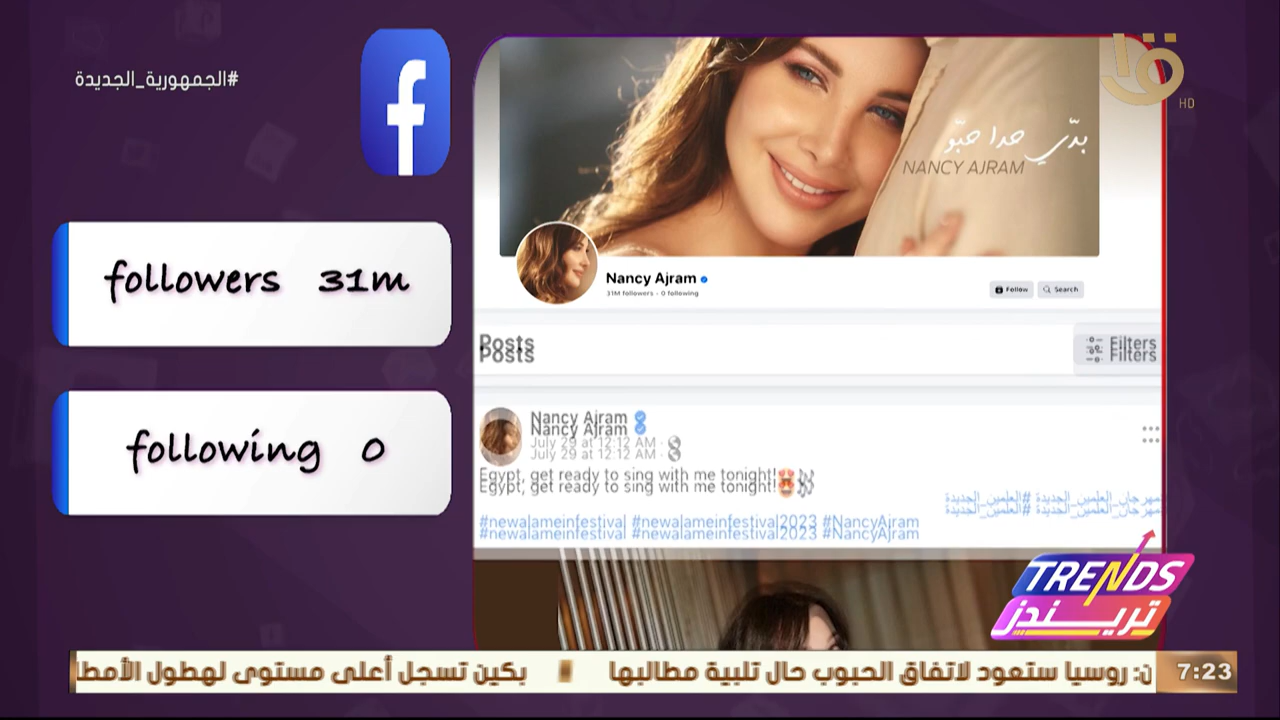 #الجمهورية_الجديدة
HD
بدّي حدا حبّو
NANCY AJRAM
followers 31m
Nancy Ajram
31M followers • 0 following
Follow
Search
Posts
Filters
following 0
Nancy Ajram
July 29 at 12:12 AM ·
Egypt, get ready to sing with me tonight!
مهرجان_العلمين_الجديدة #العلمين_الجديدة
#newalameinfestival #newalameinfestival2023 #NancyAjram
TRENDS
تريندز
ن: روسيا ستعود لاتفاق الحبوب حال تلبية مطالبها
بكين تسجل أعلى مستوى لهطول الأمطا
7:23